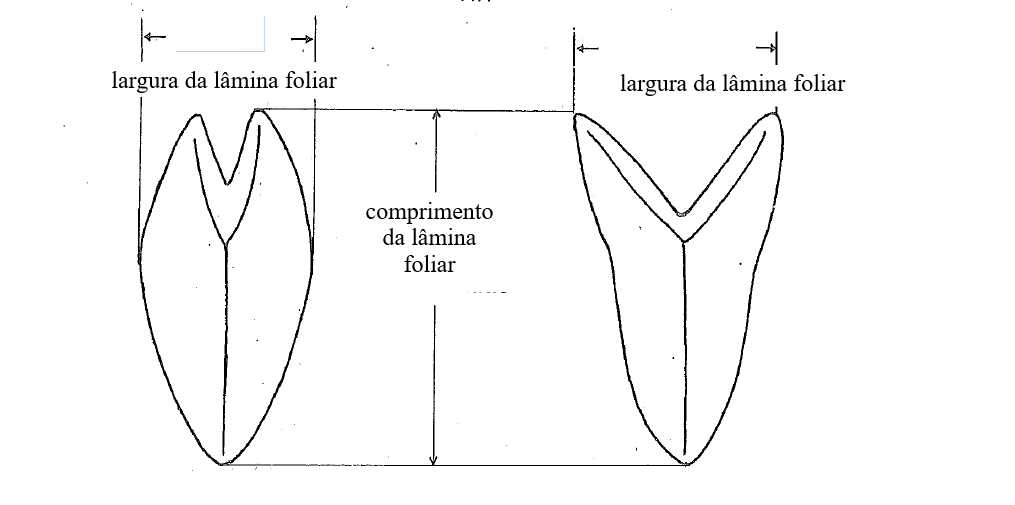 largura da lâmina foliar
largura da lâmina foliar
comprimento
da lâmina
foliar